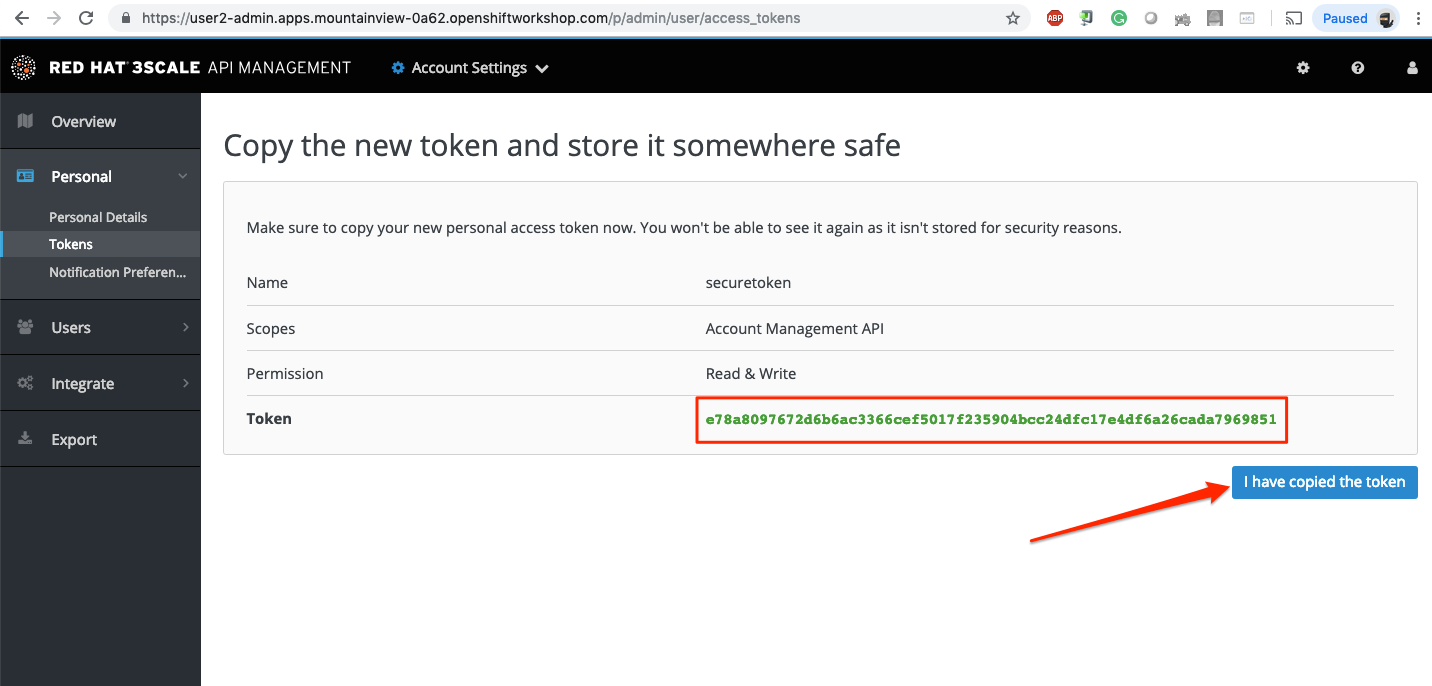 https://user2-admin.apps.mountainview-0a62.openshiftworkshop.com/p/admin/user/access_tokens
ABP
Paused
RED HAT 3SCALE API MANAGEMENT
Account Settings
Overview
Personal
Personal Details
Tokens
Notification Preferen...
Users
Integrate
Export
Copy the new token and store it somewhere safe
Make sure to copy your new personal access token now. You won't be able to see it again as it isn't stored for security reasons.
Name securetoken
Scopes Account Management API
Permission Read & Write
Token e78a8097672d6b6ac3366cef5017f235904bcc24dfc17e4df6a26cada7969851
I have copied the token